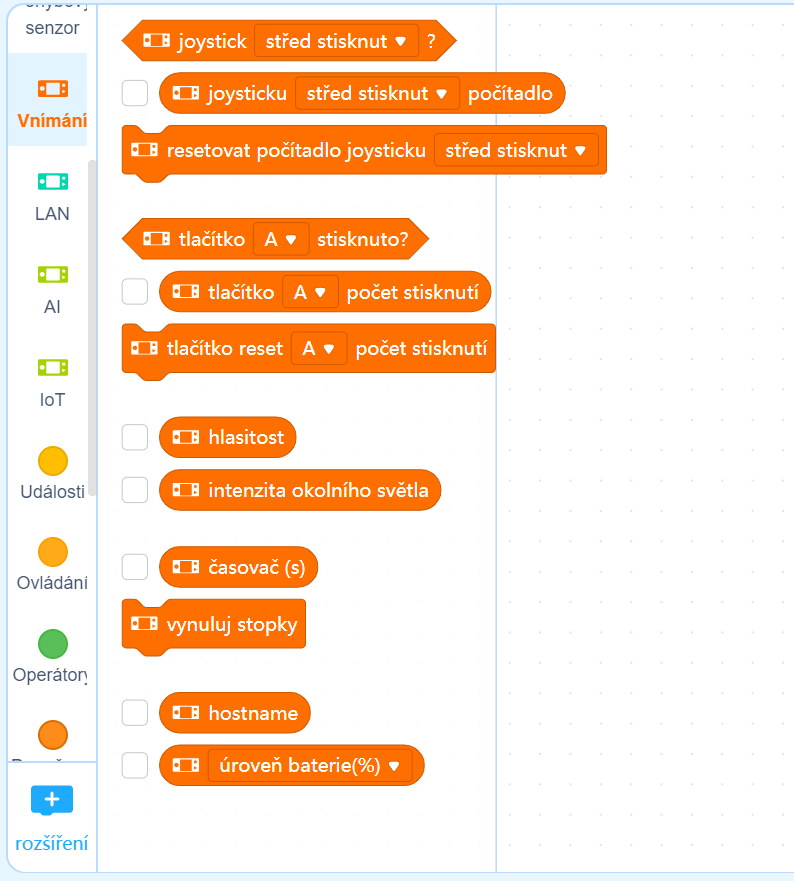 senzor
Vnímání
LAN
AI
IoT
Události
Ovládání
Operátory
rozšíření
joystick střed stisknut ?
joysticku střed stisknut počítadlo
resetovat počítadlo joysticku střed stisknut
tlačítko A stisknuto?
tlačítko A počet stisknutí
tlačítko reset A počet stisknutí
hlasitost
intenzita okolního světla
časovač (s)
vynuluj stopky
hostname
úroveň baterie(%)